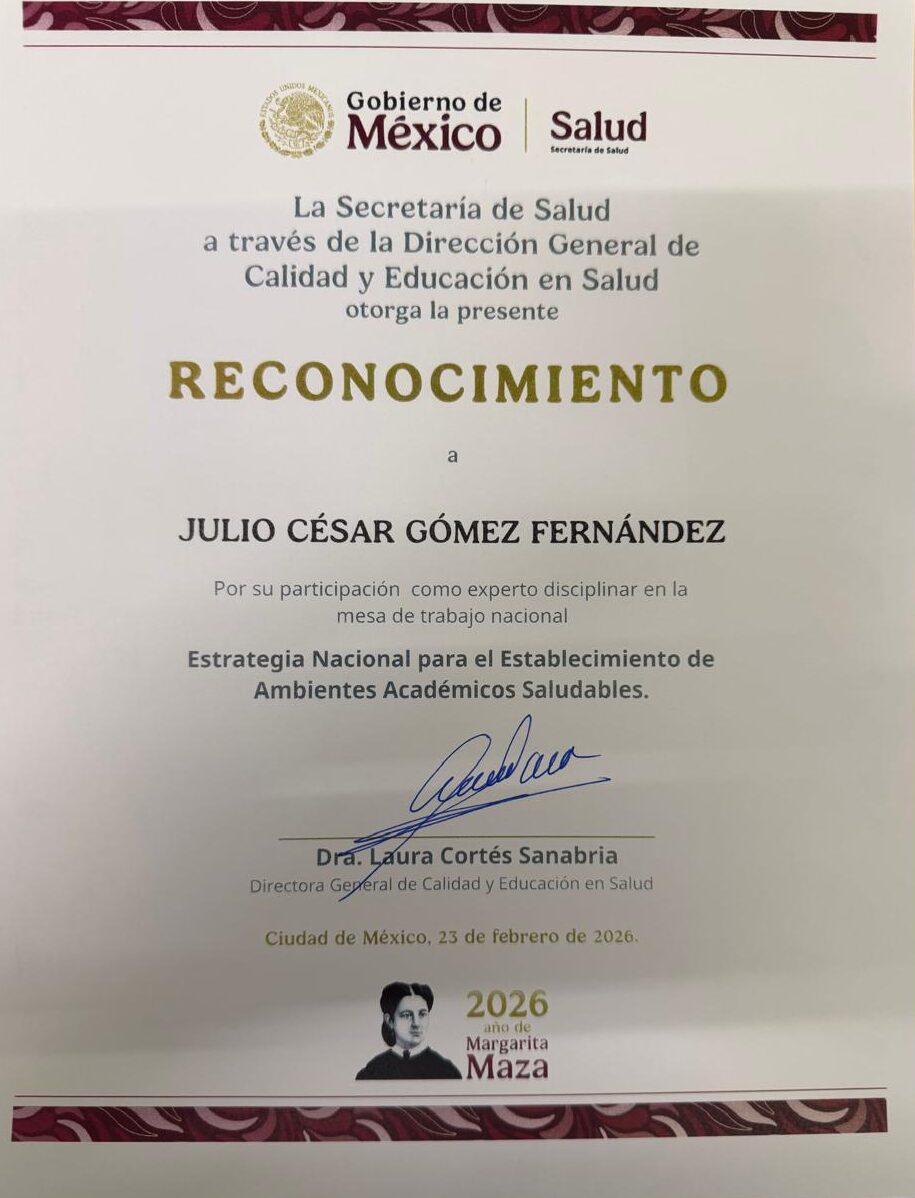 ESTADOS UNIDOS MEXICANOS
Gobierno de
México
Salud
Secretaría de Salud
La Secretaría de Salud
a través de la Dirección General de
Calidad y Educación en Salud
otorga la presente
RECONOCIMIENTO
a
JULIO CÉSAR GÓMEZ FERNÁNDEZ
Por su participación como experto disciplinar en la
mesa de trabajo nacional
Estrategia Nacional para el Establecimiento de
Ambientes Académicos Saludables.
Dra. Laura Cortés Sanabria
Directora General de Calidad y Educación en Salud
Ciudad de México, 23 de febrero de 2026.
2026
año de
Margarita
Maza